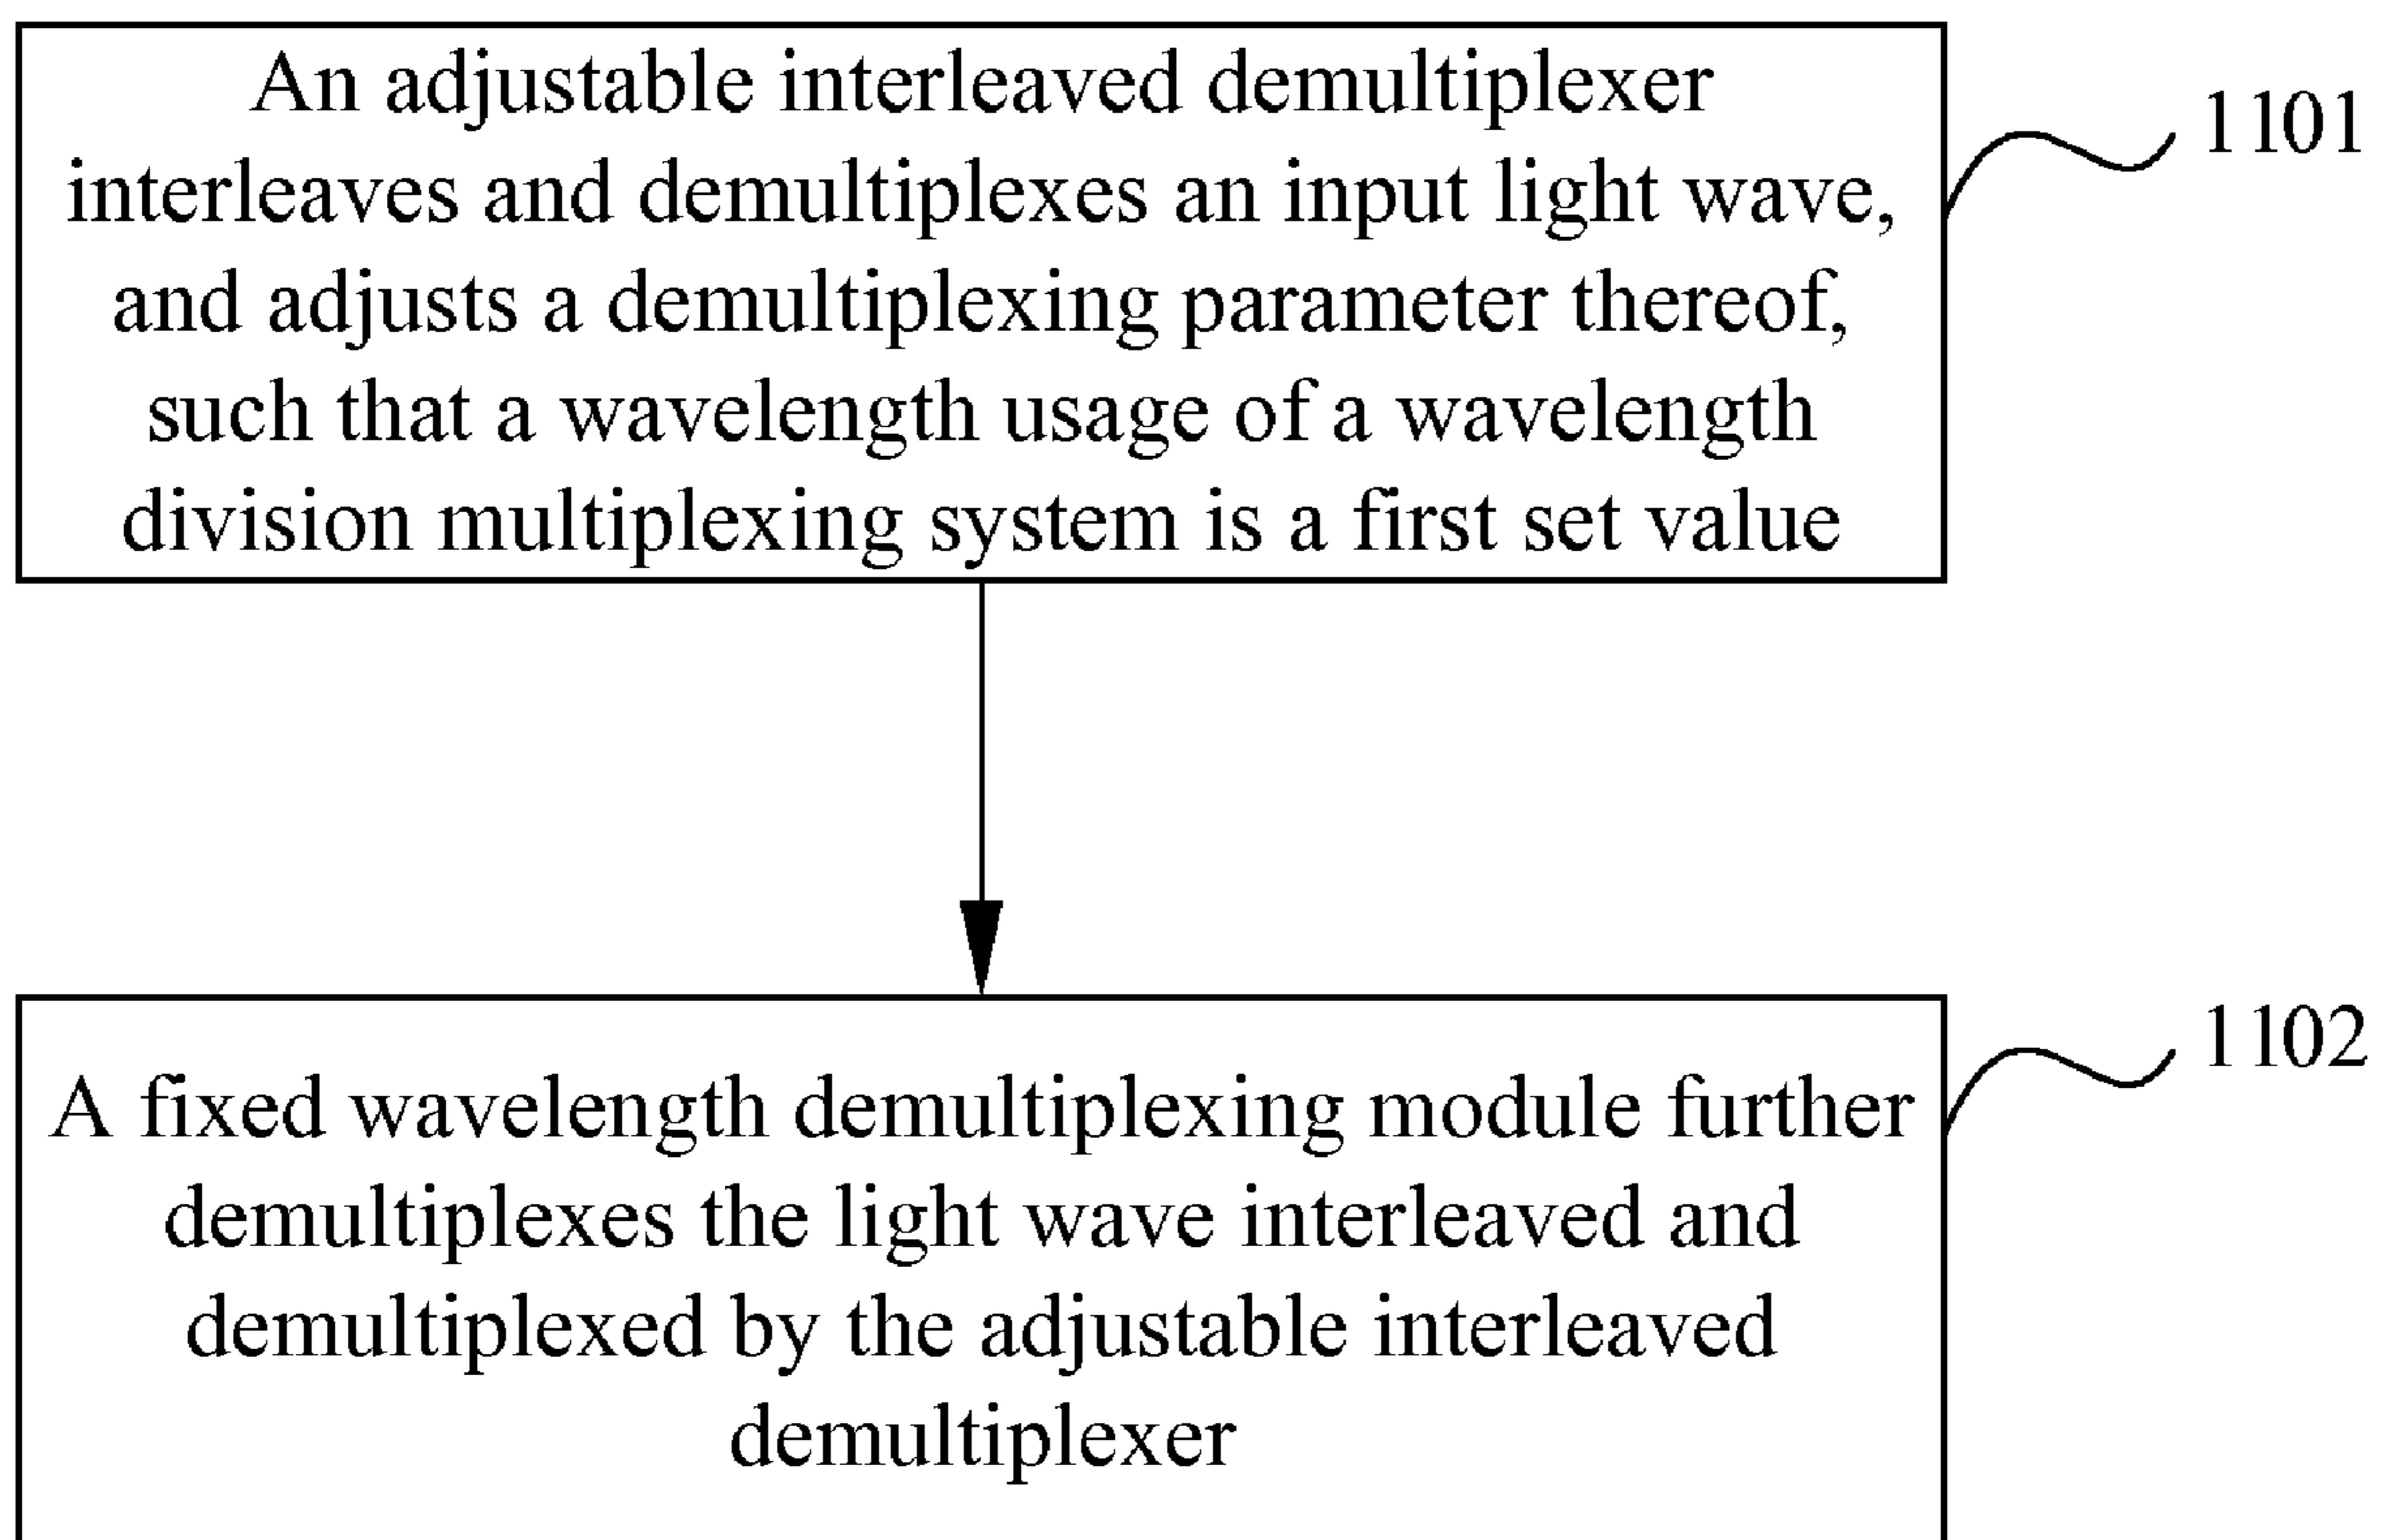 An adjustable interleaved demultiplexer
interleaves and demultiplexes an input light wave,
and adjusts a demultiplexing parameter thereof,
such that a wavelength usage of a wavelength
division multiplexing system is a first set value
1101
A fixed wavelength demultiplexing module further
demultiplexes the light wave interleaved and
demultiplexed by the adjustable interleaved
demultiplexer
1102